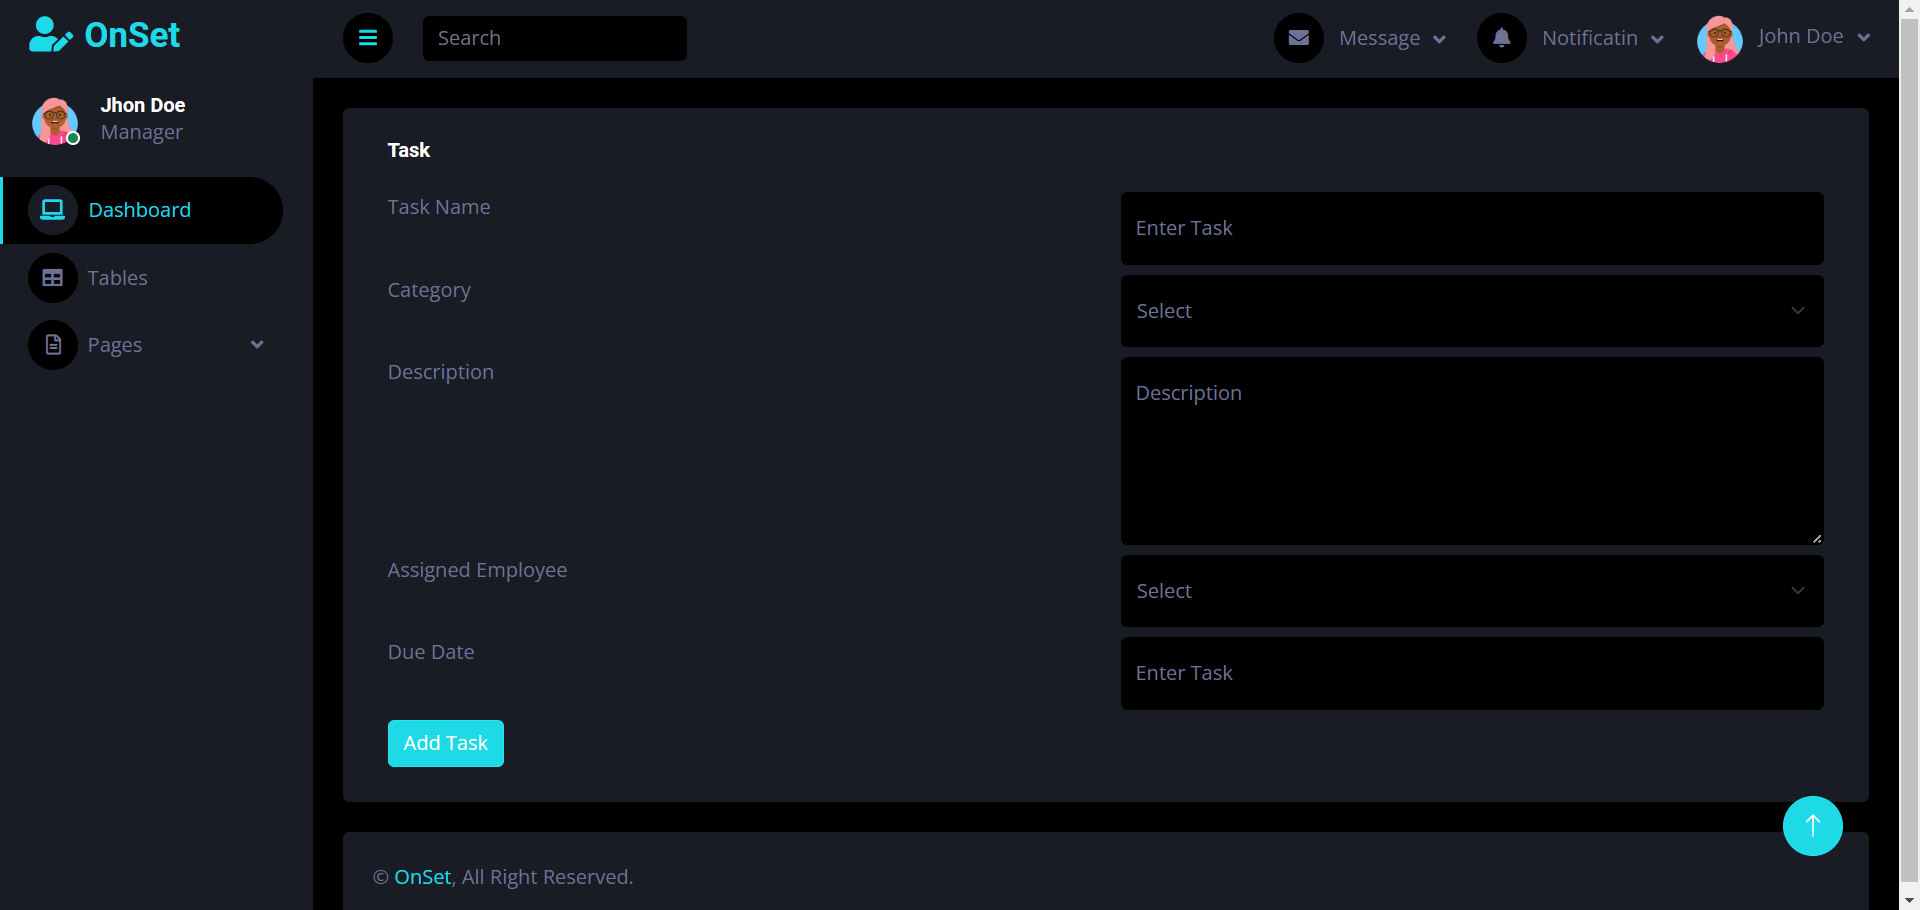 OnSet
Search
Message
Notificatin
John Doe
Jhon Doe
Manager
Dashboard
Tables
Pages
Task
Task Name
Enter Task
Category
Select
Description
Description
Assigned Employee
Select
Due Date
Enter Task
Add Task
© OnSet, All Right Reserved.